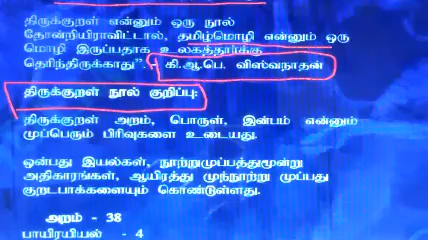 திருக்குறள் என்னும் ஒரு நூல்
தோன்றியிராவிட்டால், தமிழ்மொழி என்னும் ஒரு
மொழி இருப்பதாக உலகத்தார்க்கு
தெரிந்திருக்காது”. - கி.ஆ.பெ. விஸ்வநாதன்
திருக்குறள் நூல் குறிப்பு:
திருக்குறள் அறம், பொருள், இன்பம் என்னும்
முப்பெரும் பிரிவுகளை உடையது.
ஒன்பது இயல்கள், நூற்றுமுப்பத்துமூன்று
அதிகாரங்கள், ஆயிரத்து முந்நூற்று முப்பது
குறட்பாக்களையும் கொண்டுள்ளது.
அறம் - 38
பாயிரயியல் - 4